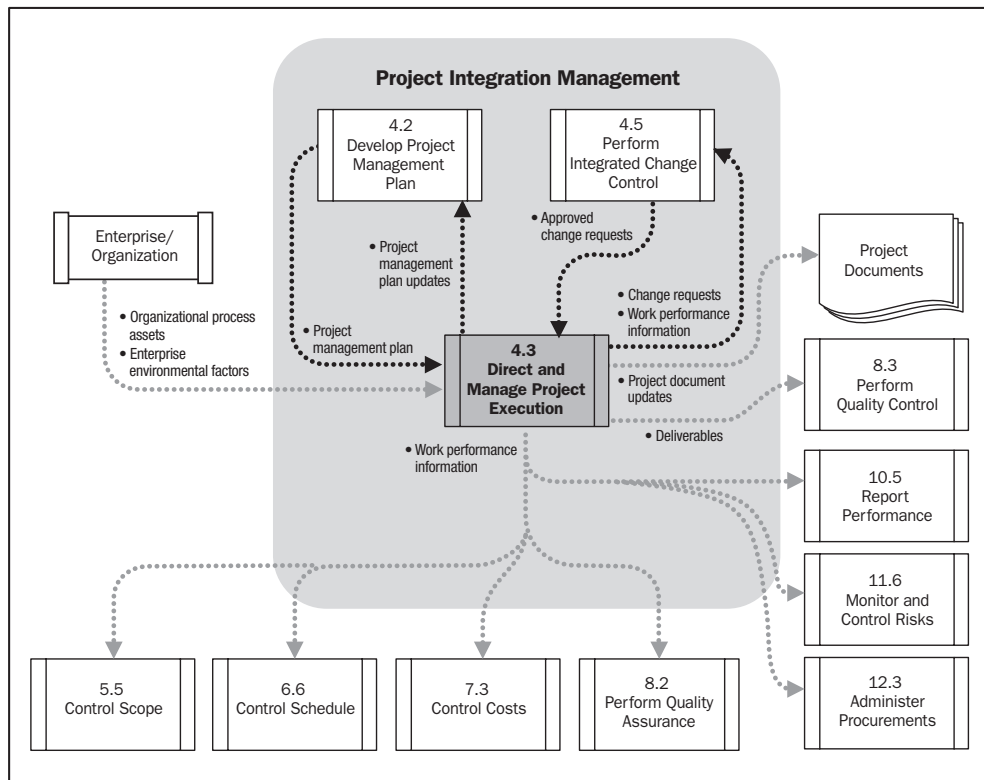 Project Integration Management
4.2
Develop Project
Management
Plan
4.5
Perform
Integrated Change
Control
Enterprise/
Organization
• Organizational process
assets
• Enterprise
environmental factors
• Project
management
plan updates
• Approved
change requests
• Project
management plan
• Change requests
• Work performance
information
Project
Documents
4.3
Direct and
Manage Project
Execution
• Project document
updates
• Deliverables
• Work performance
information
8.3
Perform
Quality Control
10.5
Report
Performance
11.6
Monitor and
Control Risks
12.3
Administer
Procurements
5.5
Control Scope
6.6
Control Schedule
7.3
Control Costs
8.2
Perform Quality
Assurance